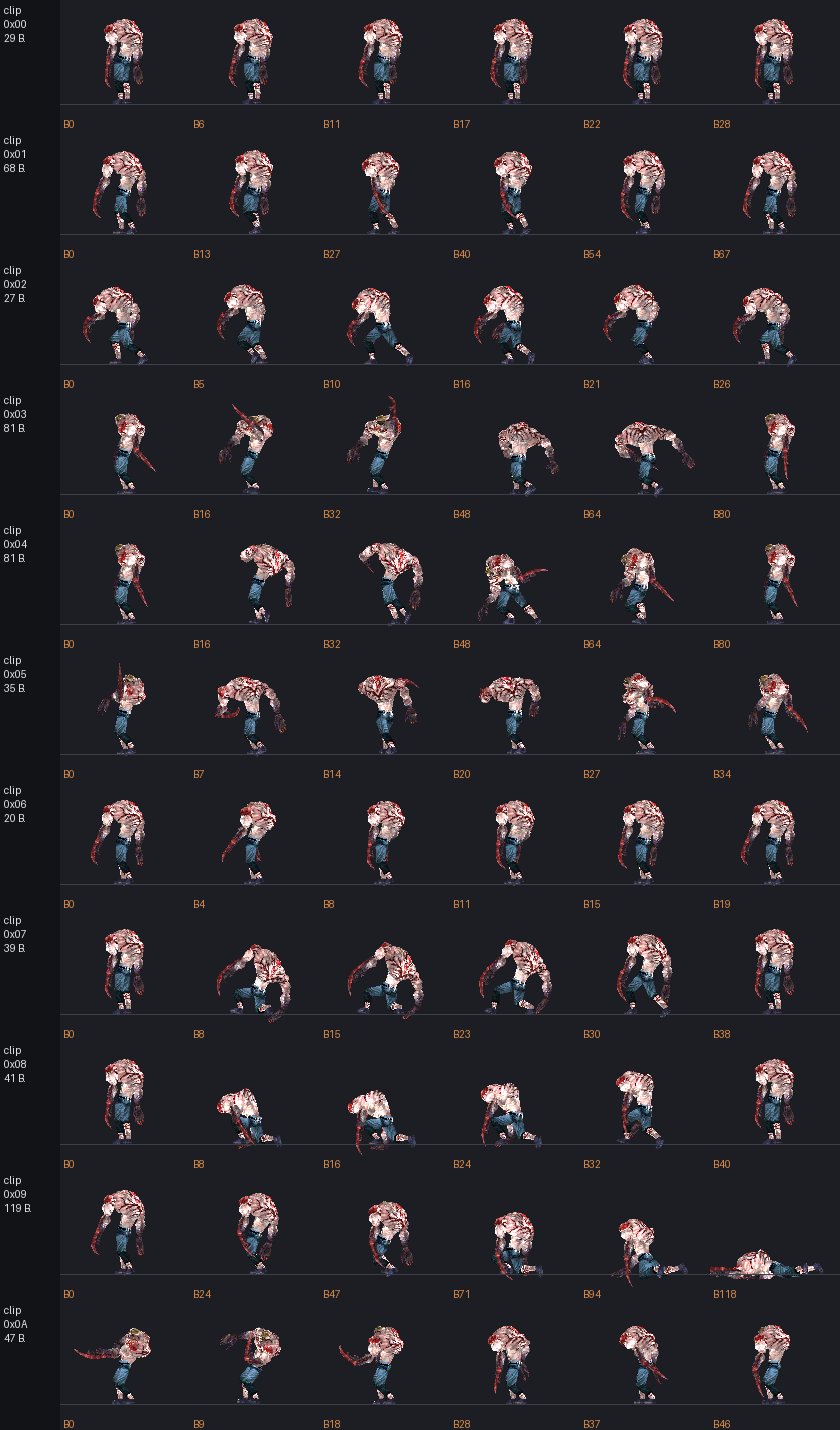 clip
0x00
29 B.
B0 B6 B11 B17 B22 B28
clip
0x01
68 B.
B0 B13 B27 B40 B54 B67
clip
0x02
27 B.
B0 B5 B10 B16 B21 B26
clip
0x03
81 B.
B0 B16 B32 B48 B64 B80
clip
0x04
81 B.
B0 B16 B32 B48 B64 B80
clip
0x05
35 B.
B0 B7 B14 B20 B27 B34
clip
0x06
20 B.
B0 B4 B8 B11 B15 B19
clip
0x07
39 B.
B0 B8 B15 B23 B30 B38
clip
0x08
41 B.
B0 B8 B16 B24 B32 B40
clip
0x09
119 B.
B0 B24 B47 B71 B94 B118
clip
0x0A
47 B.
B0 B9 B18 B28 B37 B46